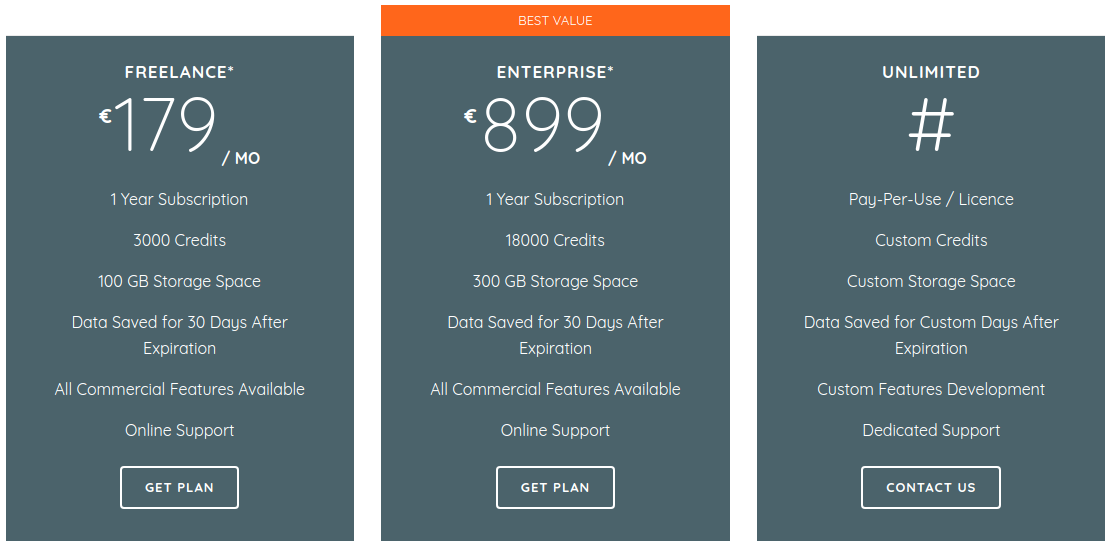 BEST VALUE
FREELANCE*
€179 / MO
1 Year Subscription
3000 Credits
100 GB Storage Space
Data Saved for 30 Days After
Expiration
All Commercial Features Available
Online Support
GET PLAN
ENTERPRISE*
€899 / MO
1 Year Subscription
18000 Credits
300 GB Storage Space
Data Saved for 30 Days After
Expiration
All Commercial Features Available
Online Support
GET PLAN
UNLIMITED
#
Pay-Per-Use / Licence
Custom Credits
Custom Storage Space
Data Saved for Custom Days After
Expiration
Custom Features Development
Dedicated Support
CONTACT US